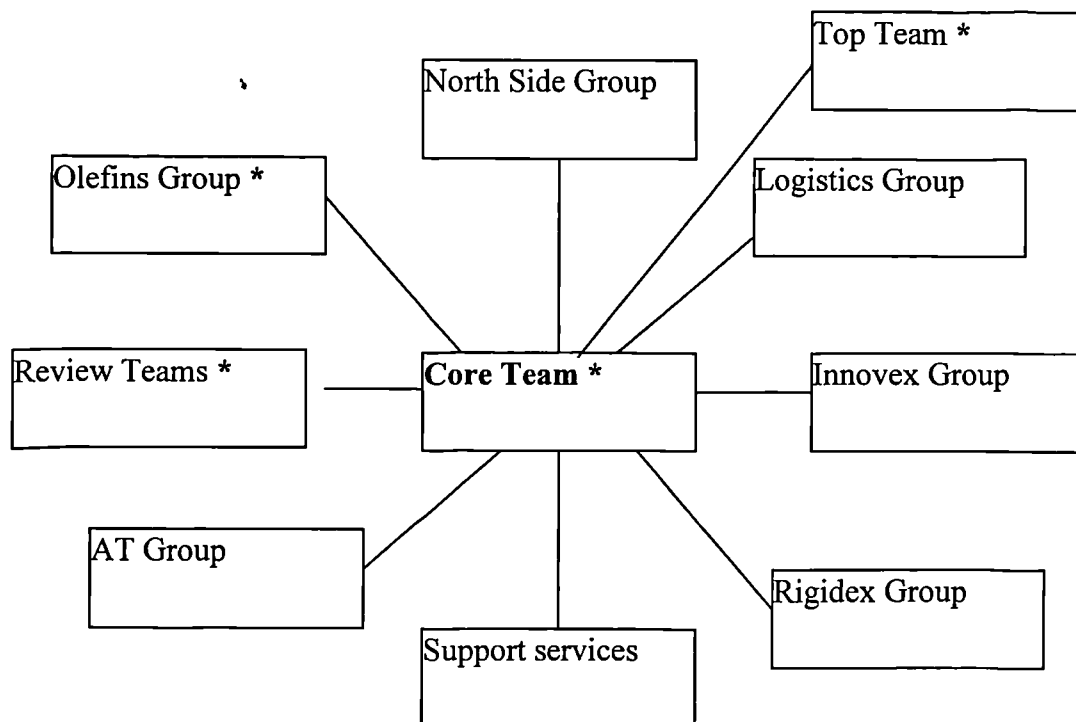 Top Team *
North Side Group
Olefins Group *
Logistics Group
Review Teams *
Core Team *
Innovex Group
AT Group
Rigidex Group
Support services